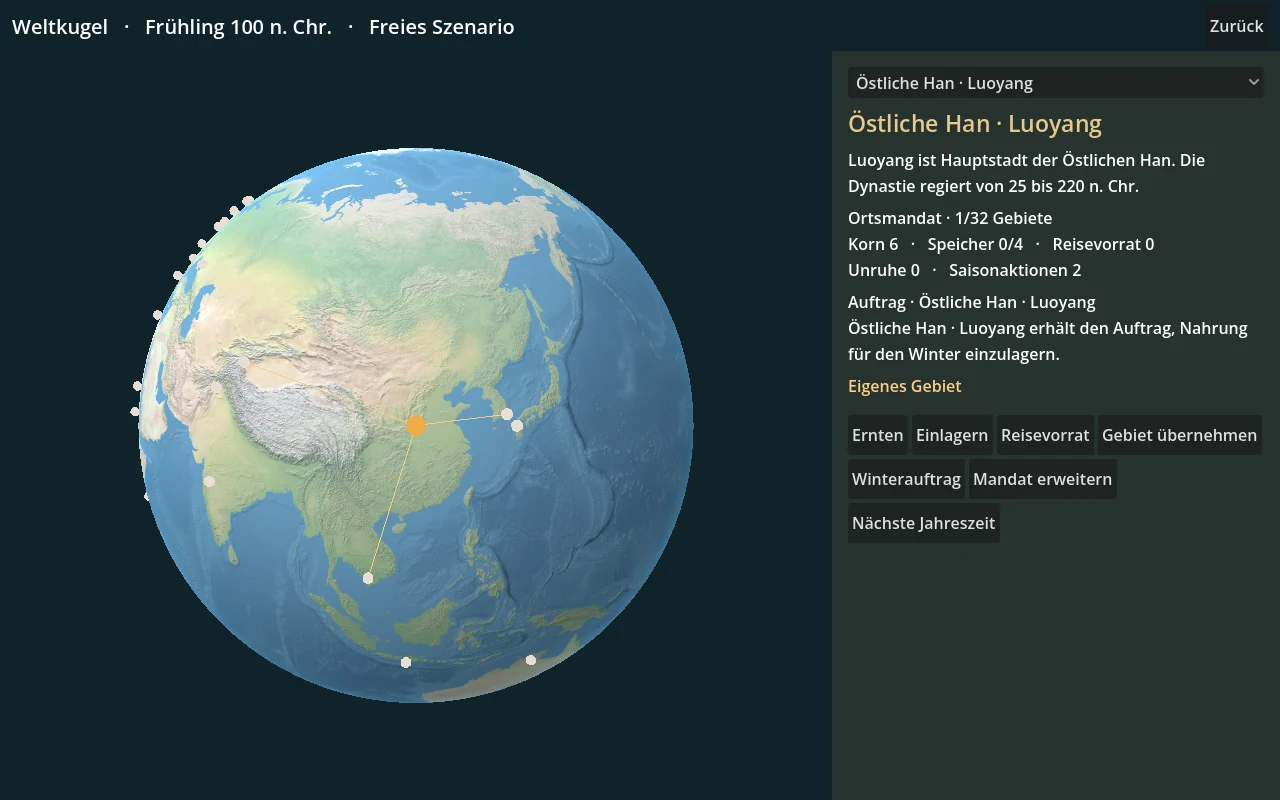 Weltkugel · Frühling 100 n. Chr. · Freies Szenario
Zurück
Östliche Han · Luoyang
Östliche Han · Luoyang
Luoyang ist Hauptstadt der Östlichen Han. Die
Dynastie regiert von 25 bis 220 n. Chr.
Ortsmandat · 1/32 Gebiete
Korn 6 · Speicher 0/4 · Reisevorrat 0
Unruhe 0 · Saisonaktionen 2
Auftrag · Östliche Han · Luoyang
Östliche Han · Luoyang erhält den Auftrag, Nahrung
für den Winter einzulagern.
Eigenes Gebiet
Ernten Einlagern Reisevorrat Gebiet übernehmen
Winterauftrag Mandat erweitern
Nächste Jahreszeit